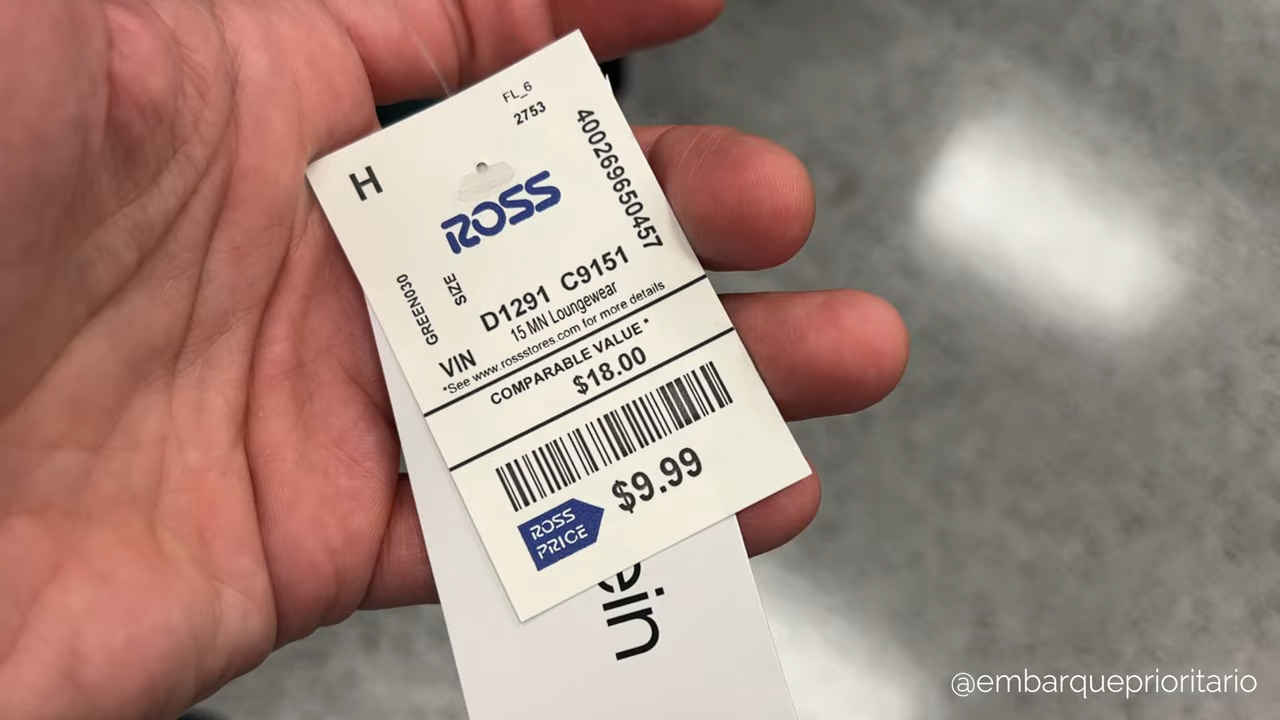 FL_6
2753
H
400269650457
ROSS
GREEN030
SIZE
D1291 C9151
15 MN Loungewear
VIN
*See www.rossstores.com for more details
COMPARABLE VALUE *
$18.00
$9.99
ROSS
PRICE
ein
@embarqueprioritario